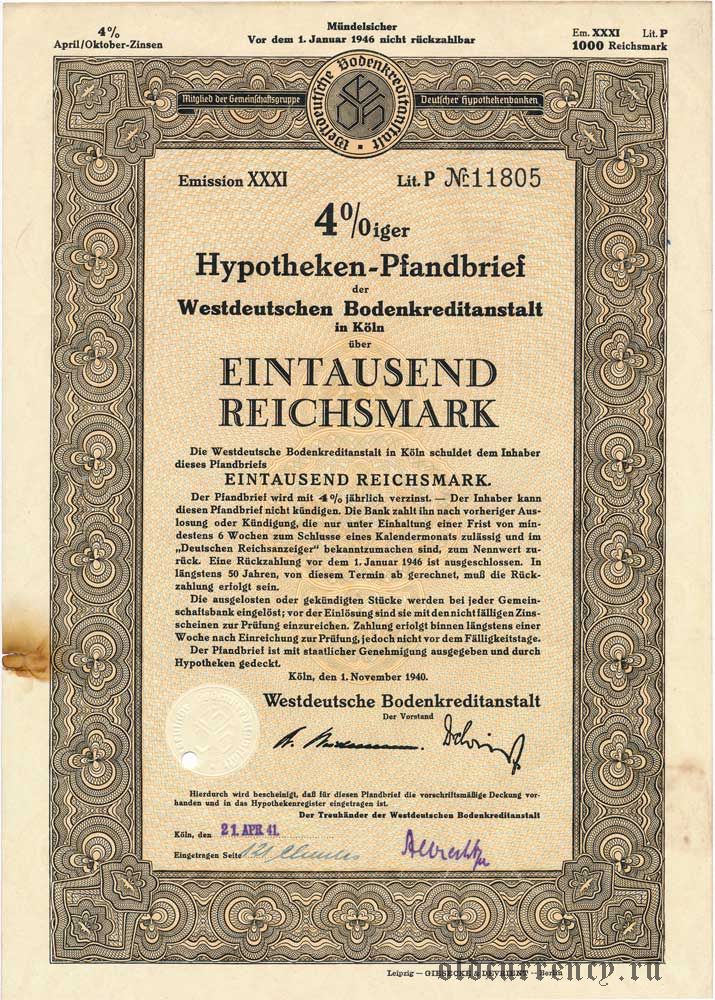 4%
April/Oktober-Zinsen
Mündelsicher
Vor dem 1. Januar 1946 nicht rückzahlbar
Em. XXXI Lit. P
1000 Reichsmark
Westdeutsche Bodenkreditanstalt
Mitglied der Gemeinschaftsgruppe Deutscher Hypothekenbanken
Emission XXXI Lit. P № 11805
4%iger
Hypotheken-Pfandbrief
der
Westdeutschen Bodenkreditanstalt
in Köln
über
EINTAUSEND
REICHSMARK
Die Westdeutsche Bodenkreditanstalt in Köln schuldet dem Inhaber
dieses Pfandbriefs
EINTAUSEND REICHSMARK.
Der Pfandbrief wird mit 4% jährlich verzinst. — Der Inhaber kann
diesen Pfandbrief nicht kündigen. Die Bank zahlt ihn nach vorheriger Aus-
losung oder Kündigung, die nur unter Einhaltung einer Frist von min-
destens 6 Wochen zum Schlusse eines Kalendermonats zulässig und im
„Deutschen Reichsanzeiger“ bekanntzumachen sind, zum Nennwert zu-
rück. Eine Rückzahlung vor dem 1. Januar 1946 ist ausgeschlossen. In
längstens 50 Jahren, von diesem Termin ab gerechnet, muß die Rück-
zahlung erfolgt sein.
Die ausgelosten oder gekündigten Stücke werden bei jeder Gemein-
schaftsbank eingelöst; vor der Einlösung sind sie mit den nicht fälligen Zins-
scheinen zur Prüfung einzureichen. Zahlung erfolgt binnen längstens einer
Woche nach Einreichung zur Prüfung, jedoch nicht vor dem Fälligkeitstage.
Der Pfandbrief ist mit staatlicher Genehmigung ausgegeben und durch
Hypotheken gedeckt.
Köln, den 1. November 1940.
Westdeutsche Bodenkreditanstalt
Der Vorstand
Hierdurch wird bescheinigt, daß für diesen Pfandbrief die vorschriftsmäßige Deckung vor-
handen und in das Hypothekenregister eingetragen ist.
Der Treuhänder der Westdeutschen Bodenkreditanstalt
Köln, den 21. APR. 41.
Eingetragen Seite
Leipzig — GIESECKE & DEVRIENT — Berlin
oldcurrency.ru